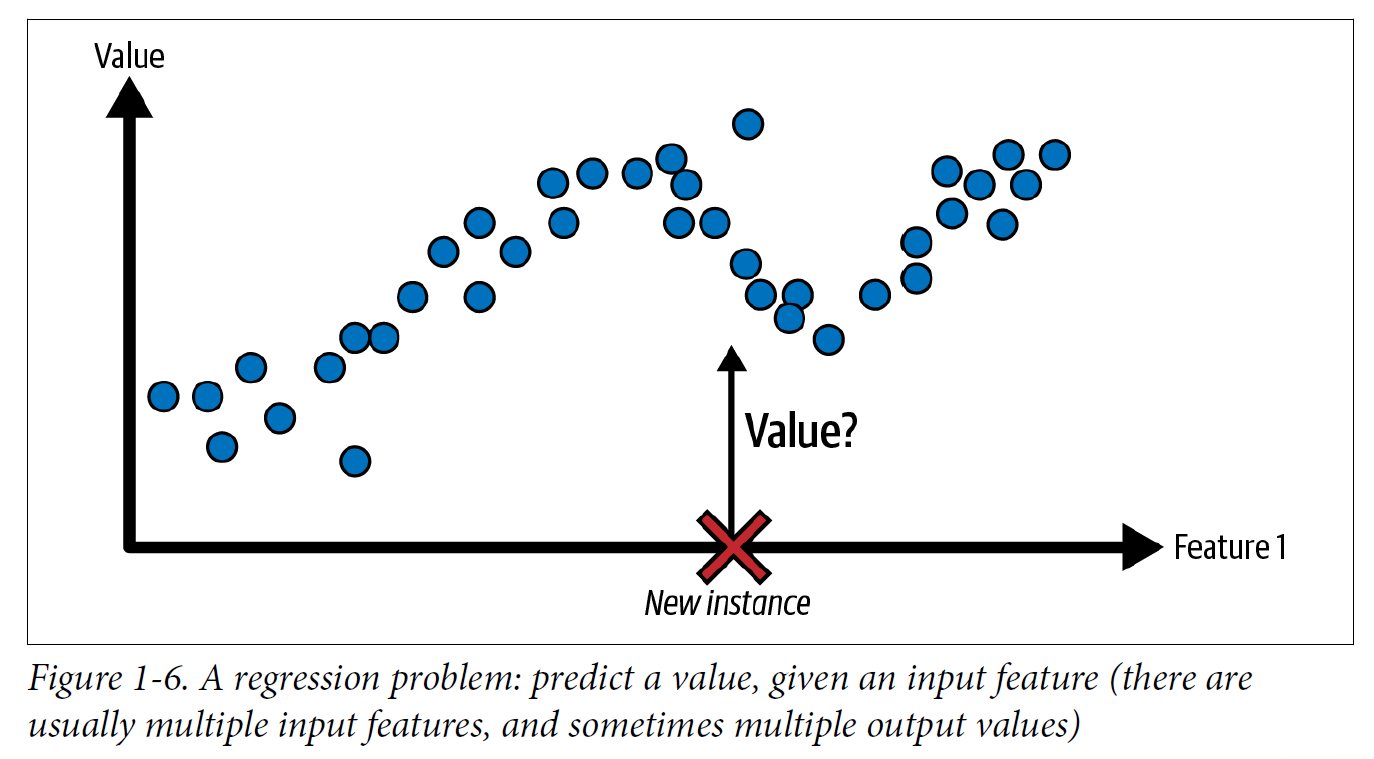 Value
Value?
Feature 1
New instance
Figure 1-6. A regression problem: predict a value, given an input feature (there are
usually multiple input features, and sometimes multiple output values)